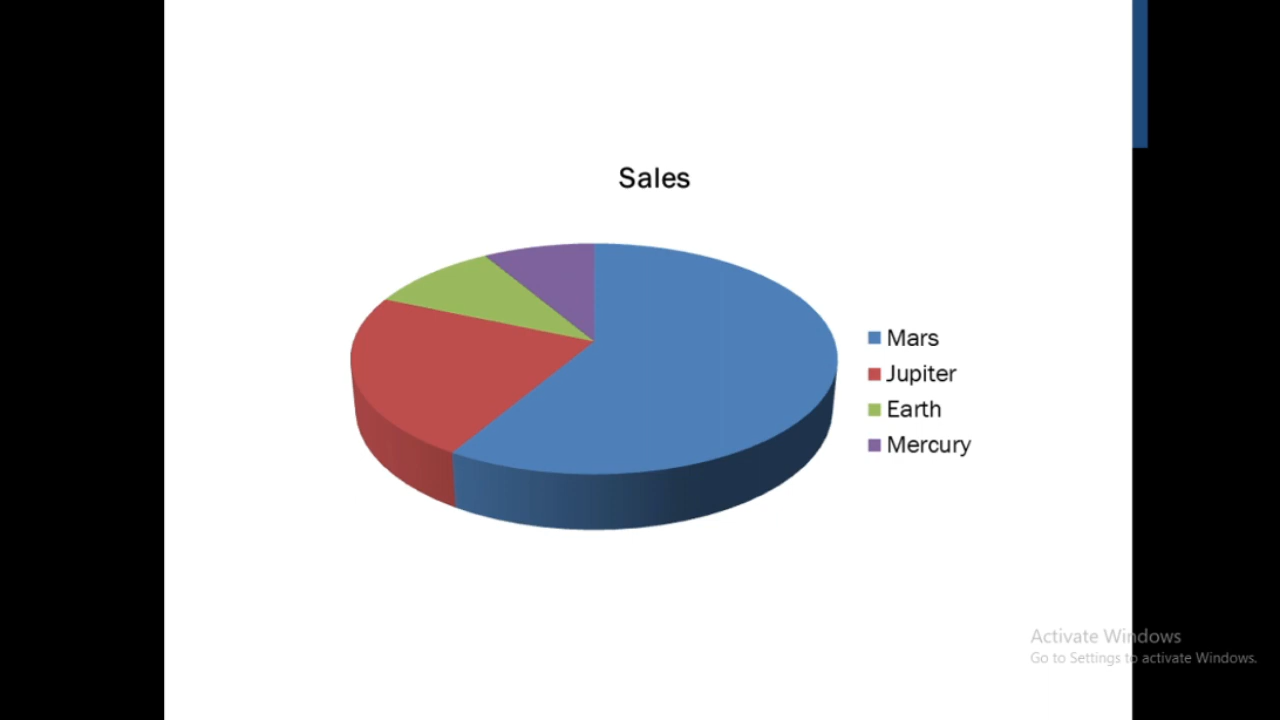 Sales
Mars
Jupiter
Earth
Mercury
Activate Windows
Go to Settings to activate Windows.